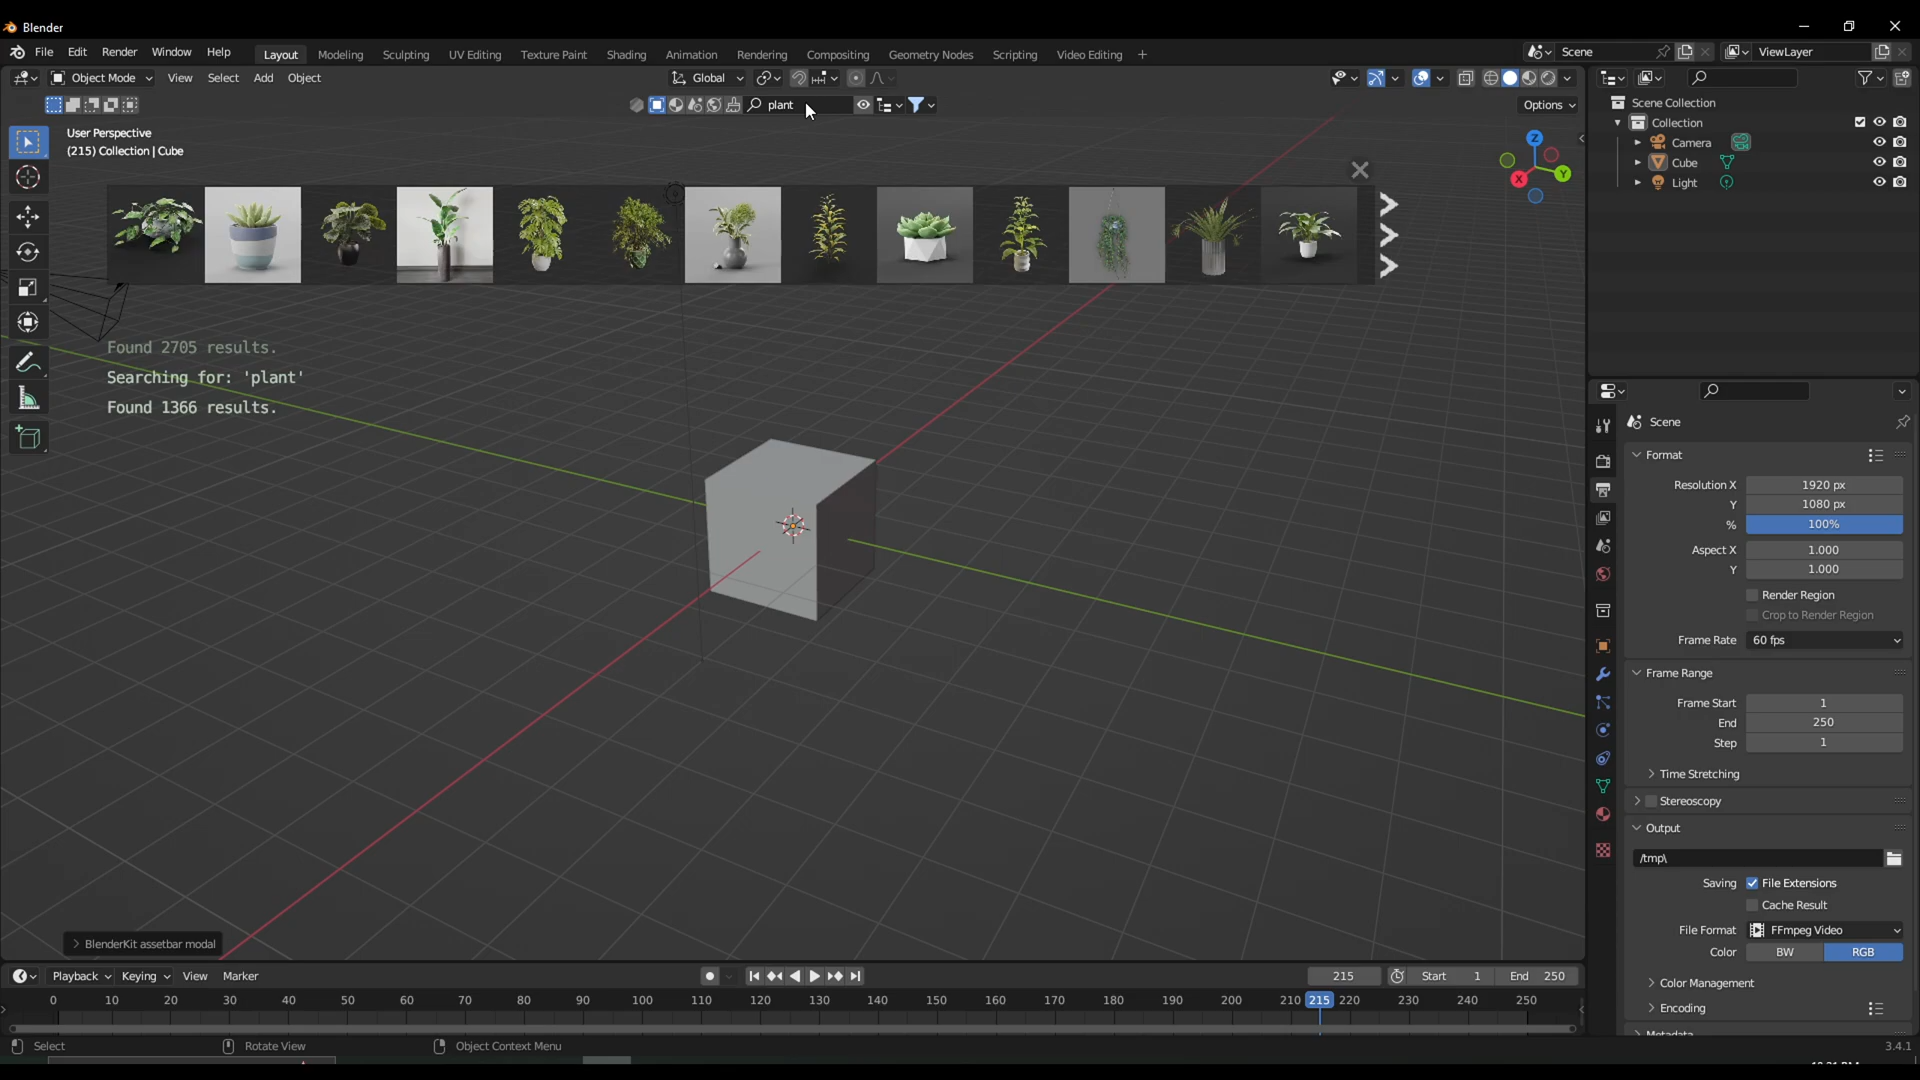 Blender
File Edit Render Window Help Layout Modeling Sculpting UV Editing Texture Paint Shading Animation Rendering Compositing Geometry Nodes Scripting Video Editing + Scene ViewLayer
Object Mode View Select Add Object Global
plant Options
User Perspective
(215) Collection | Cube
Found 2705 results.
Searching for: 'plant'
Found 1366 results.
BlenderKit assetbar modal
X Y Z
Scene Collection
Collection
Camera
Cube
Light
Scene
Format
Resolution X 1920 px
Y 1080 px
% 100%
Aspect X 1.000
Y 1.000
Render Region
Crop to Render Region
Frame Rate 60 fps
Frame Range
Frame Start 1
End 250
Step 1
Time Stretching
Stereoscopy
Output
/tmp\
Saving File Extensions
Cache Result
File Format FFmpeg Video
Color BW RGB
Color Management
Encoding
Playback Keying View Marker 215 Start 1 End 250
0 10 20 30 40 50 60 70 80 90 100 110 120 130 140 150 160 170 180 190 200 210 215 220 230 240 250
Select Rotate View Object Context Menu 3.4.1